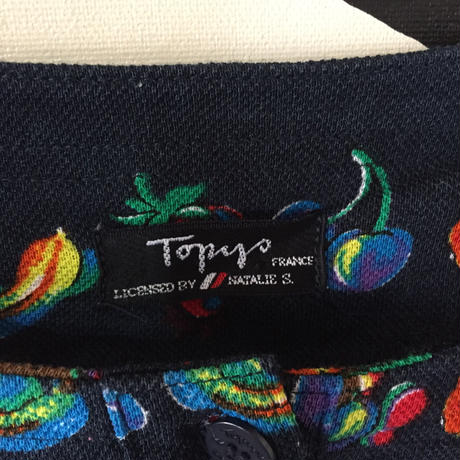 Topys
FRANCE
LICENSED BY NATALIE S.